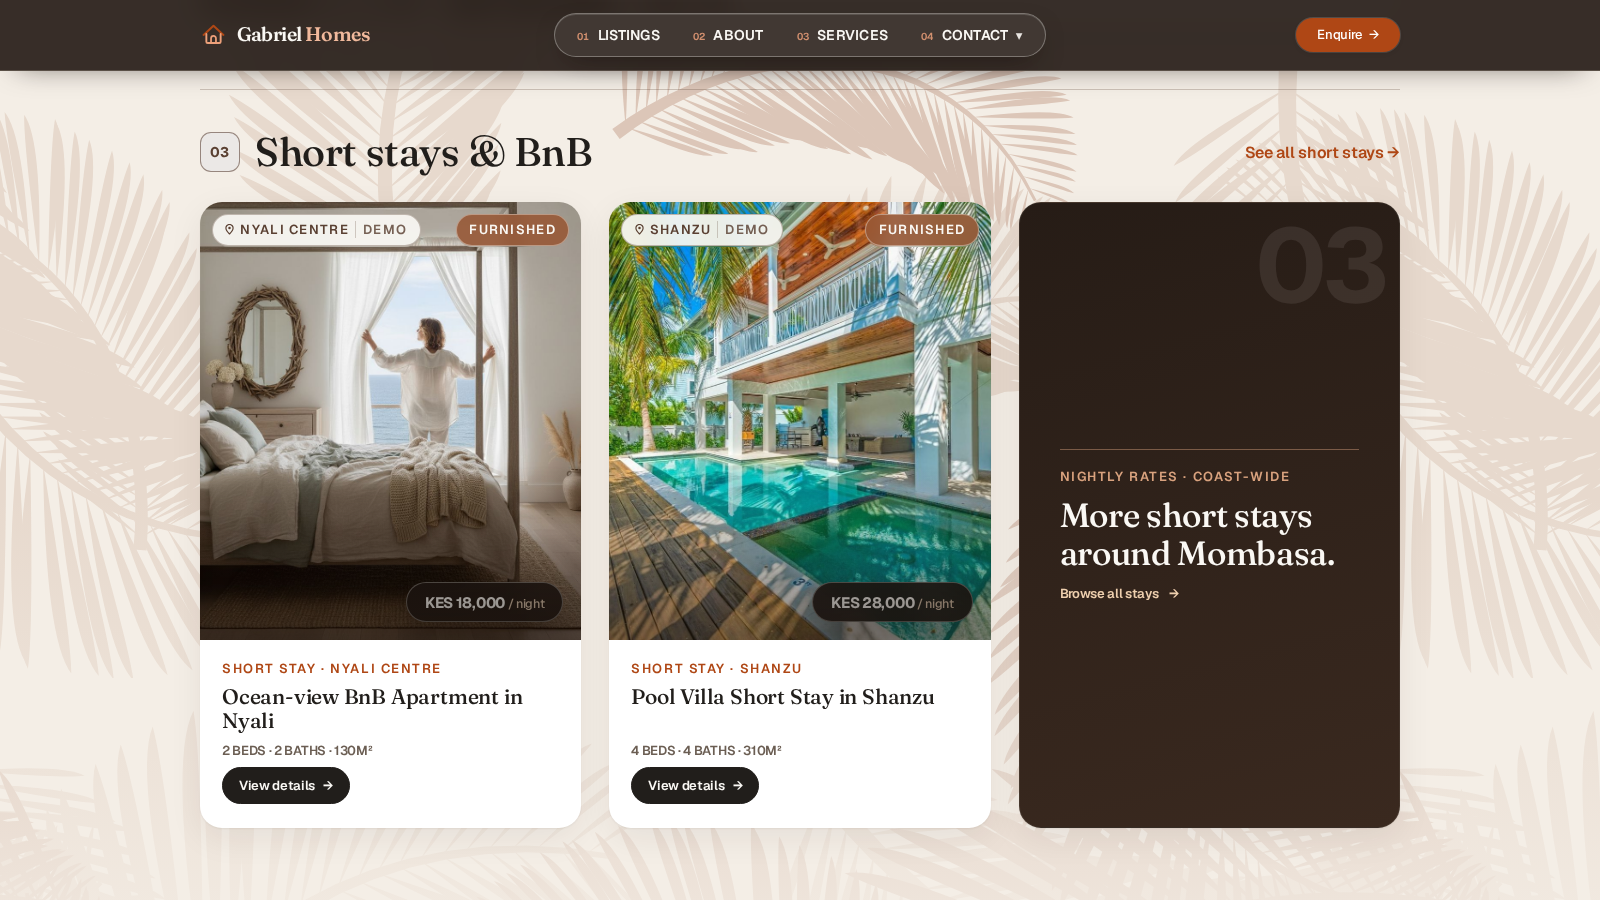 Gabriel Homes
01 LISTINGS 02 ABOUT 03 SERVICES 04 CONTACT ▾
Enquire →
03 Short stays & BnB
See all short stays →
NYALI CENTRE | DEMO
FURNISHED
KES 18,000 / night
SHORT STAY · NYALI CENTRE
Ocean-view BnB Apartment in
Nyali
2 BEDS · 2 BATHS · 130M²
View details →
SHANZU | DEMO
FURNISHED
KES 28,000 / night
SHORT STAY · SHANZU
Pool Villa Short Stay in Shanzu
4 BEDS · 4 BATHS · 310M²
View details →
03
NIGHTLY RATES · COAST-WIDE
More short stays
around Mombasa.
Browse all stays →